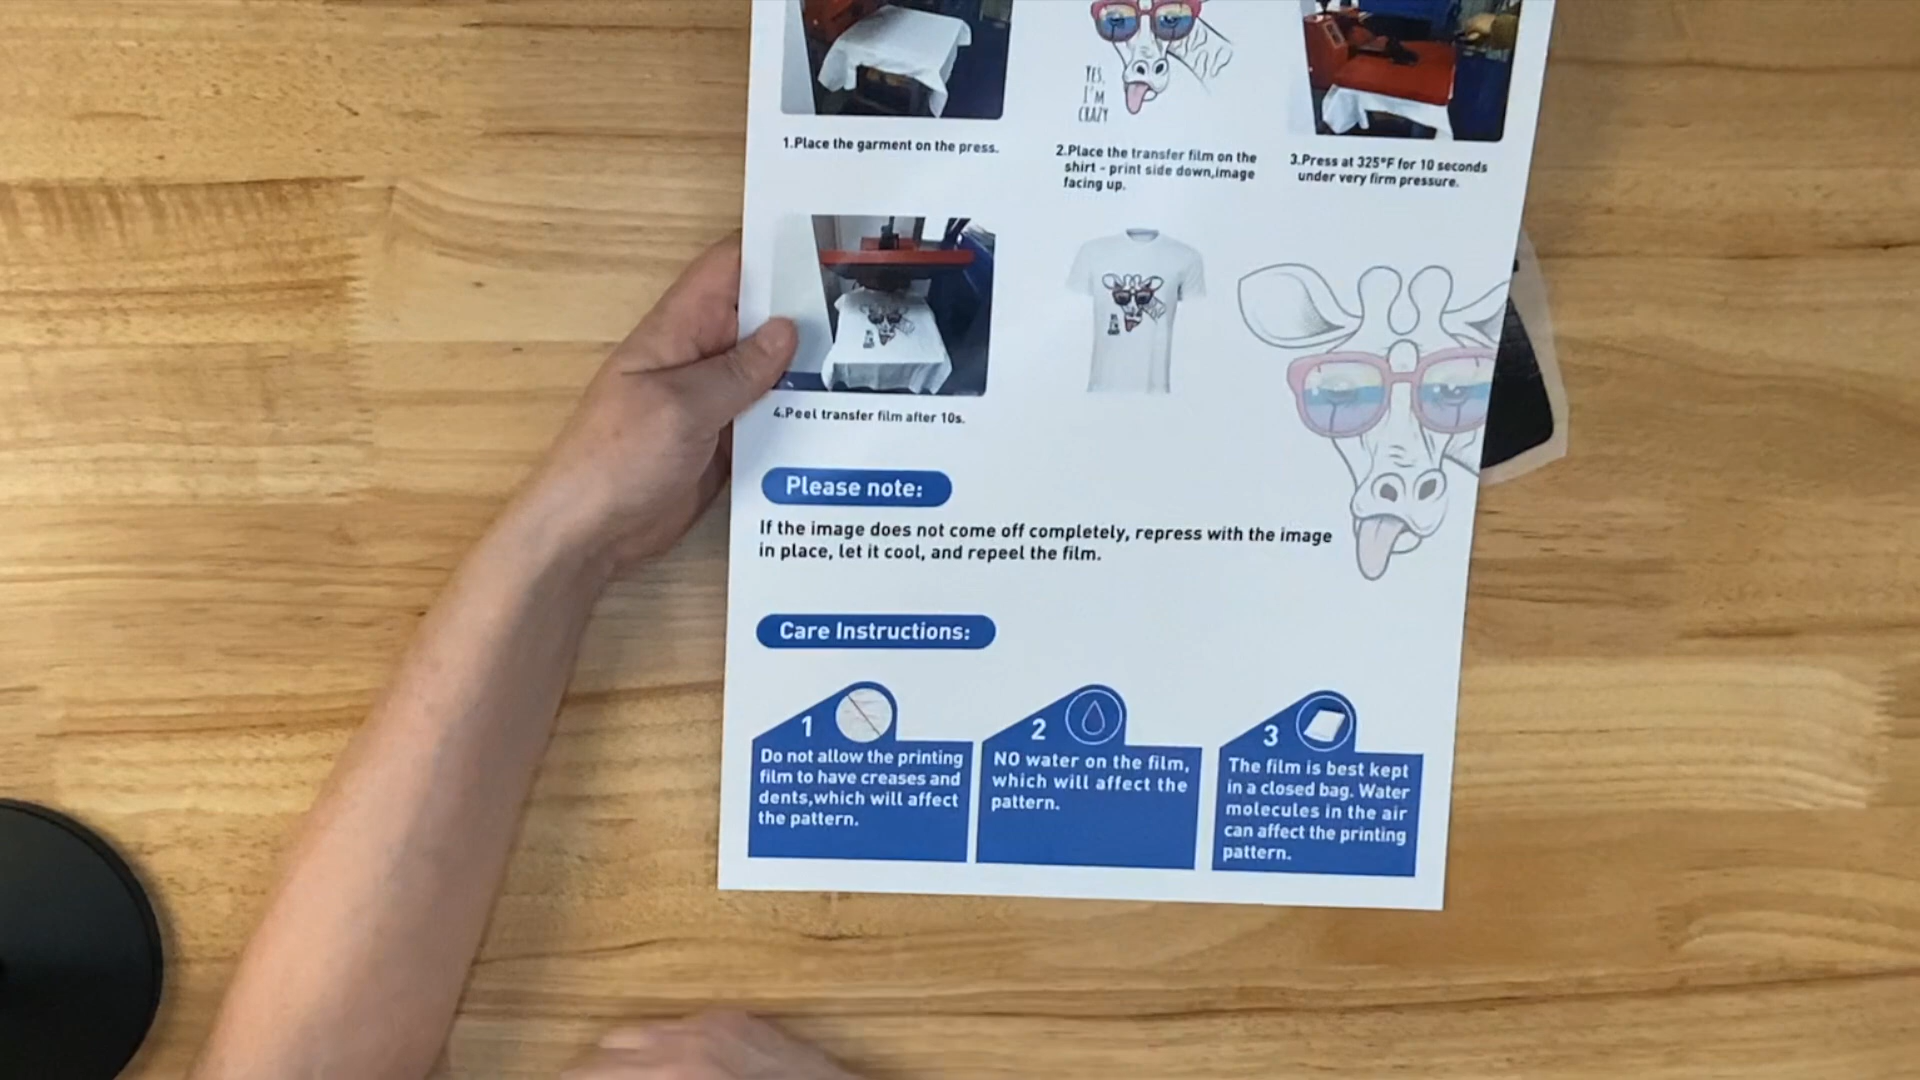 YES,
I'M
CRAZY
1.Place the garment on the press.
2.Place the transfer film on the
shirt - print side down,image
facing up.
3.Press at 325°F for 10 seconds
under very firm pressure.
4.Peel transfer film after 10s.
Please note:
If the image does not come off completely, repress with the image
in place, let it cool, and repeel the film.
Care Instructions:
1
Do not allow the printing
film to have creases and
dents,which will affect
the pattern.
2
NO water on the film,
which will affect the
pattern.
3
The film is best kept
in a closed bag. Water
molecules in the air
can affect the printing
pattern.